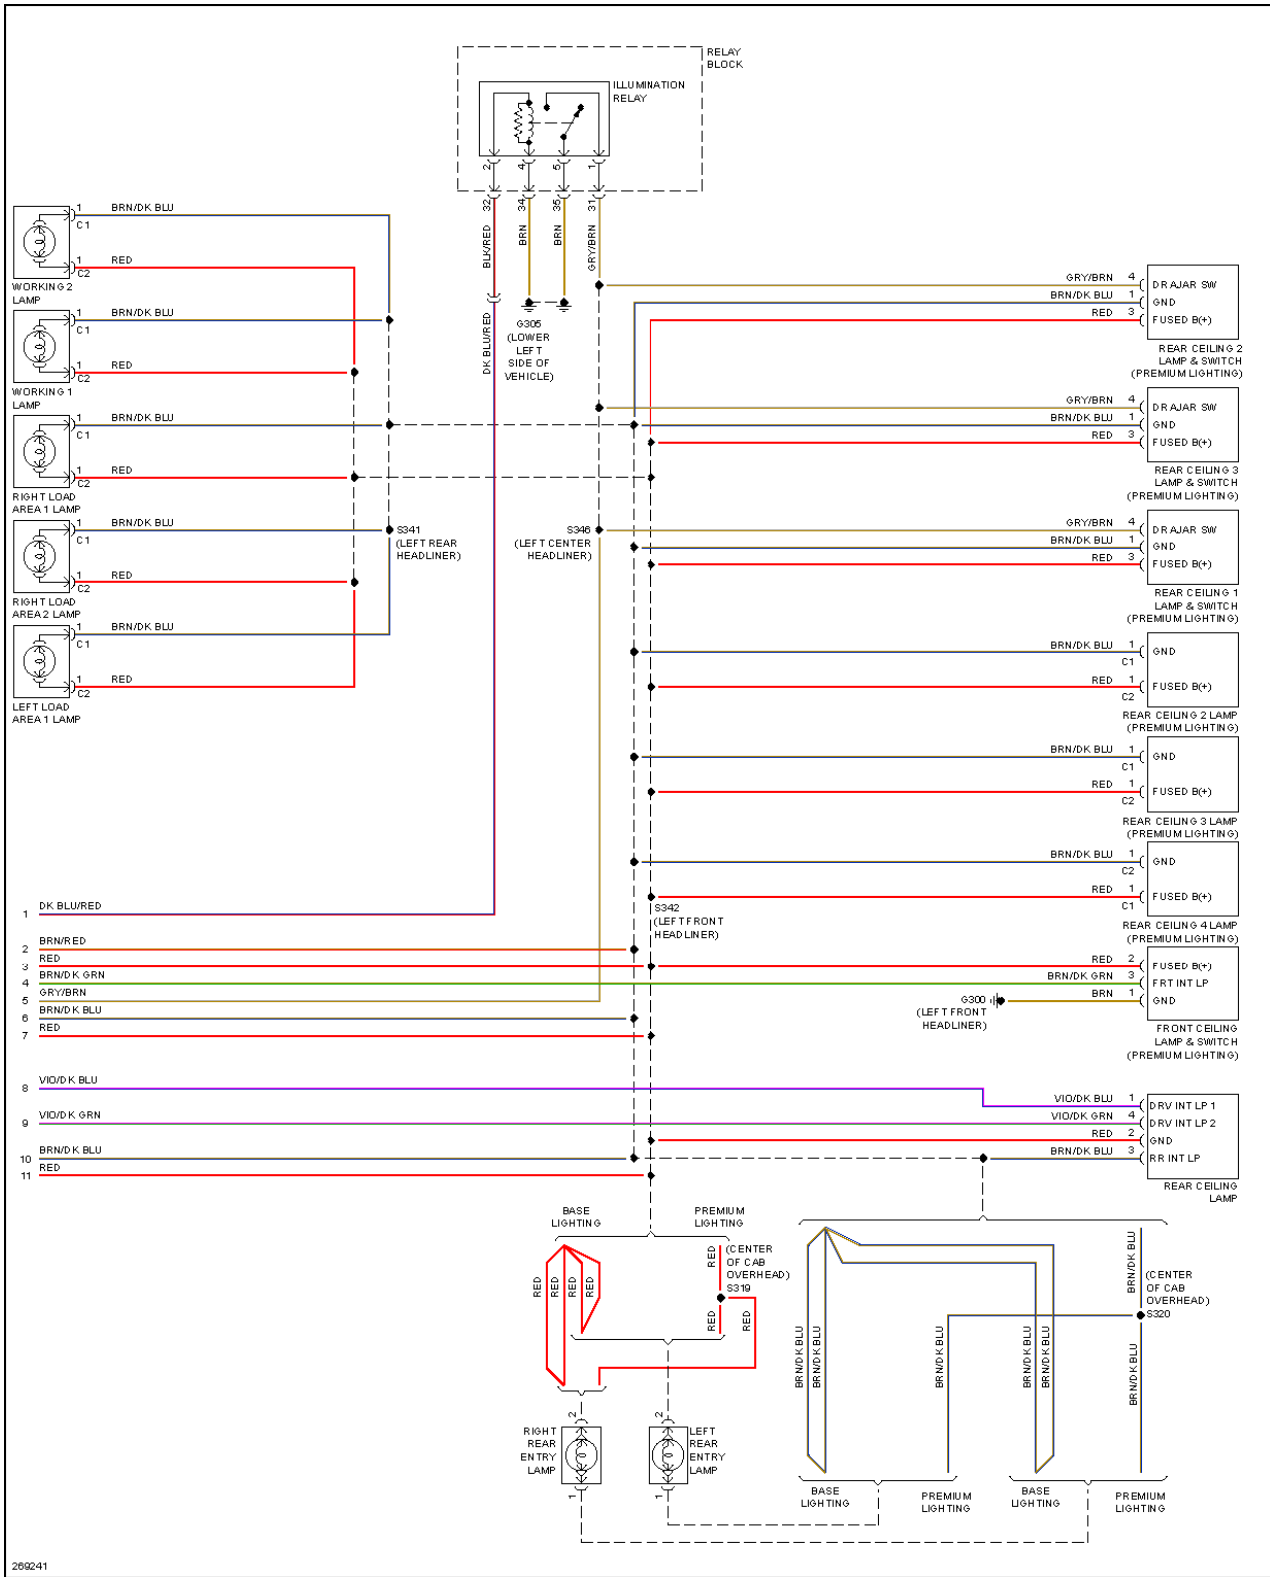 RELAY
BLOCK
ILLUMINATION
RELAY
2
4
5
1
32
34
35
31
BLK/RED
BRN
BRN
GRY/BRN
DK BLU/RED
G305
(LOWER
LEFT
SIDE OF
VEHICLE)
1
BRN/DK BLU
C1
1
RED
C2
WORKING 2
LAMP
1
BRN/DK BLU
C1
1
RED
C2
WORKING 1
LAMP
1
BRN/DK BLU
C1
1
RED
C2
RIGHT LOAD
AREA 1 LAMP
1
BRN/DK BLU
C1
1
RED
C2
RIGHT LOAD
AREA 2 LAMP
1
BRN/DK BLU
C1
1
RED
C2
LEFT LOAD
AREA 1 LAMP
S341
(LEFT REAR
HEADLINER)
S346
(LEFT CENTER
HEADLINER)
GRY/BRN 4 DR AJAR SW
BRN/DK BLU 1 GND
RED 3 FUSED B(+)
REAR CEILING 2
LAMP & SWITCH
(PREMIUM LIGHTING)
GRY/BRN 4 DR AJAR SW
BRN/DK BLU 1 GND
RED 3 FUSED B(+)
REAR CEILING 3
LAMP & SWITCH
(PREMIUM LIGHTING)
GRY/BRN 4 DR AJAR SW
BRN/DK BLU 1 GND
RED 3 FUSED B(+)
REAR CEILING 1
LAMP & SWITCH
(PREMIUM LIGHTING)
BRN/DK BLU 1 GND
C1
RED 1 FUSED B(+)
C2
REAR CEILING 2 LAMP
(PREMIUM LIGHTING)
BRN/DK BLU 1 GND
C1
RED 1 FUSED B(+)
C2
REAR CEILING 3 LAMP
(PREMIUM LIGHTING)
BRN/DK BLU 1 GND
C2
RED 1 FUSED B(+)
C1
REAR CEILING 4 LAMP
(PREMIUM LIGHTING)
S342
(LEFT FRONT
HEADLINER)
RED 2 FUSED B(+)
BRN/DK GRN 3 FRT INT LP
BRN 1 GND
G300
(LEFT FRONT
HEADLINER)
FRONT CEILING
LAMP & SWITCH
(PREMIUM LIGHTING)
1 DK BLU/RED
2 BRN/RED
3 RED
4 BRN/DK GRN
5 GRY/BRN
6 BRN/DK BLU
7 RED
8 VIO/DK BLU
9 VIO/DK GRN
10 BRN/DK BLU
11 RED
VIO/DK BLU 1 DRV INT LP 1
VIO/DK GRN 4 DRV INT LP 2
RED 2 GND
BRN/DK BLU 3 RR INT LP
REAR CEILING
LAMP
BASE
LIGHTING
PREMIUM
LIGHTING
RED
RED
RED
RED
RED
RED
RED
(CENTER
OF CAB
OVERHEAD)
S319
BRN/DK BLU
(CENTER
OF CAB
OVERHEAD)
S320
BRN/DK BLU
BRN/DK BLU
BRN/DK BLU
BRN/DK BLU
BRN/DK BLU
BRN/DK BLU
2
RIGHT
REAR
ENTRY
LAMP
1
2
LEFT
REAR
ENTRY
LAMP
1
BASE
LIGHTING
PREMIUM
LIGHTING
BASE
LIGHTING
PREMIUM
LIGHTING
269241